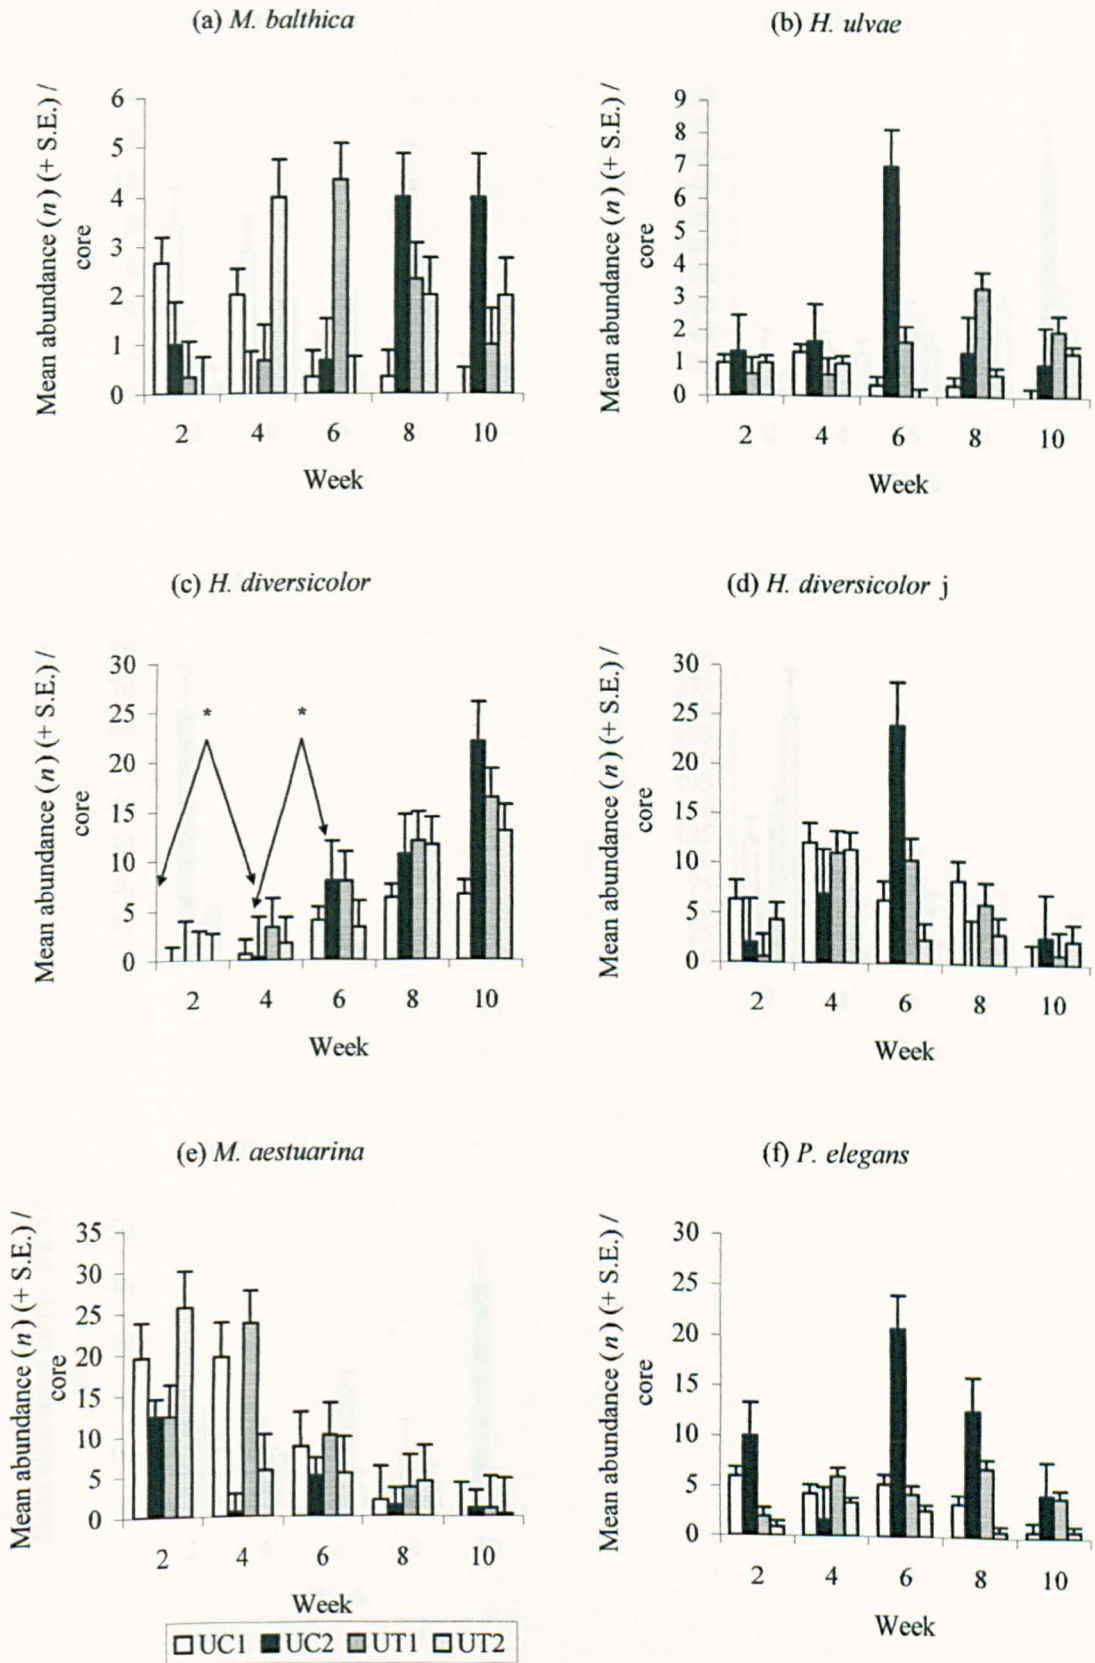 (a) M. balthica
Mean abundance (n) (+ S.E.) /
core
6
5
4
3
2
1
0
2 4 6 8 10
Week
(b) H. ulvae
Mean abundance (n) (+ S.E.) /
core
9
8
7
6
5
4
3
2
1
0
2 4 6 8 10
Week
(c) H. diversicolor
Mean abundance (n) (+ S.E.) /
core
30
25
20
15
10
5
0
* *
2 4 6 8 10
Week
(d) H. diversicolor j
Mean abundance (n) (+ S.E.) /
core
30
25
20
15
10
5
0
2 4 6 8 10
Week
(e) M. aestuarina
Mean abundance (n) (+ S.E.) /
core
35
30
25
20
15
10
5
0
2 4 6 8 10
Week
(f) P. elegans
Mean abundance (n) (+ S.E.) /
core
30
25
20
15
10
5
0
2 4 6 8 10
Week
UC1 UC2 UT1 UT2